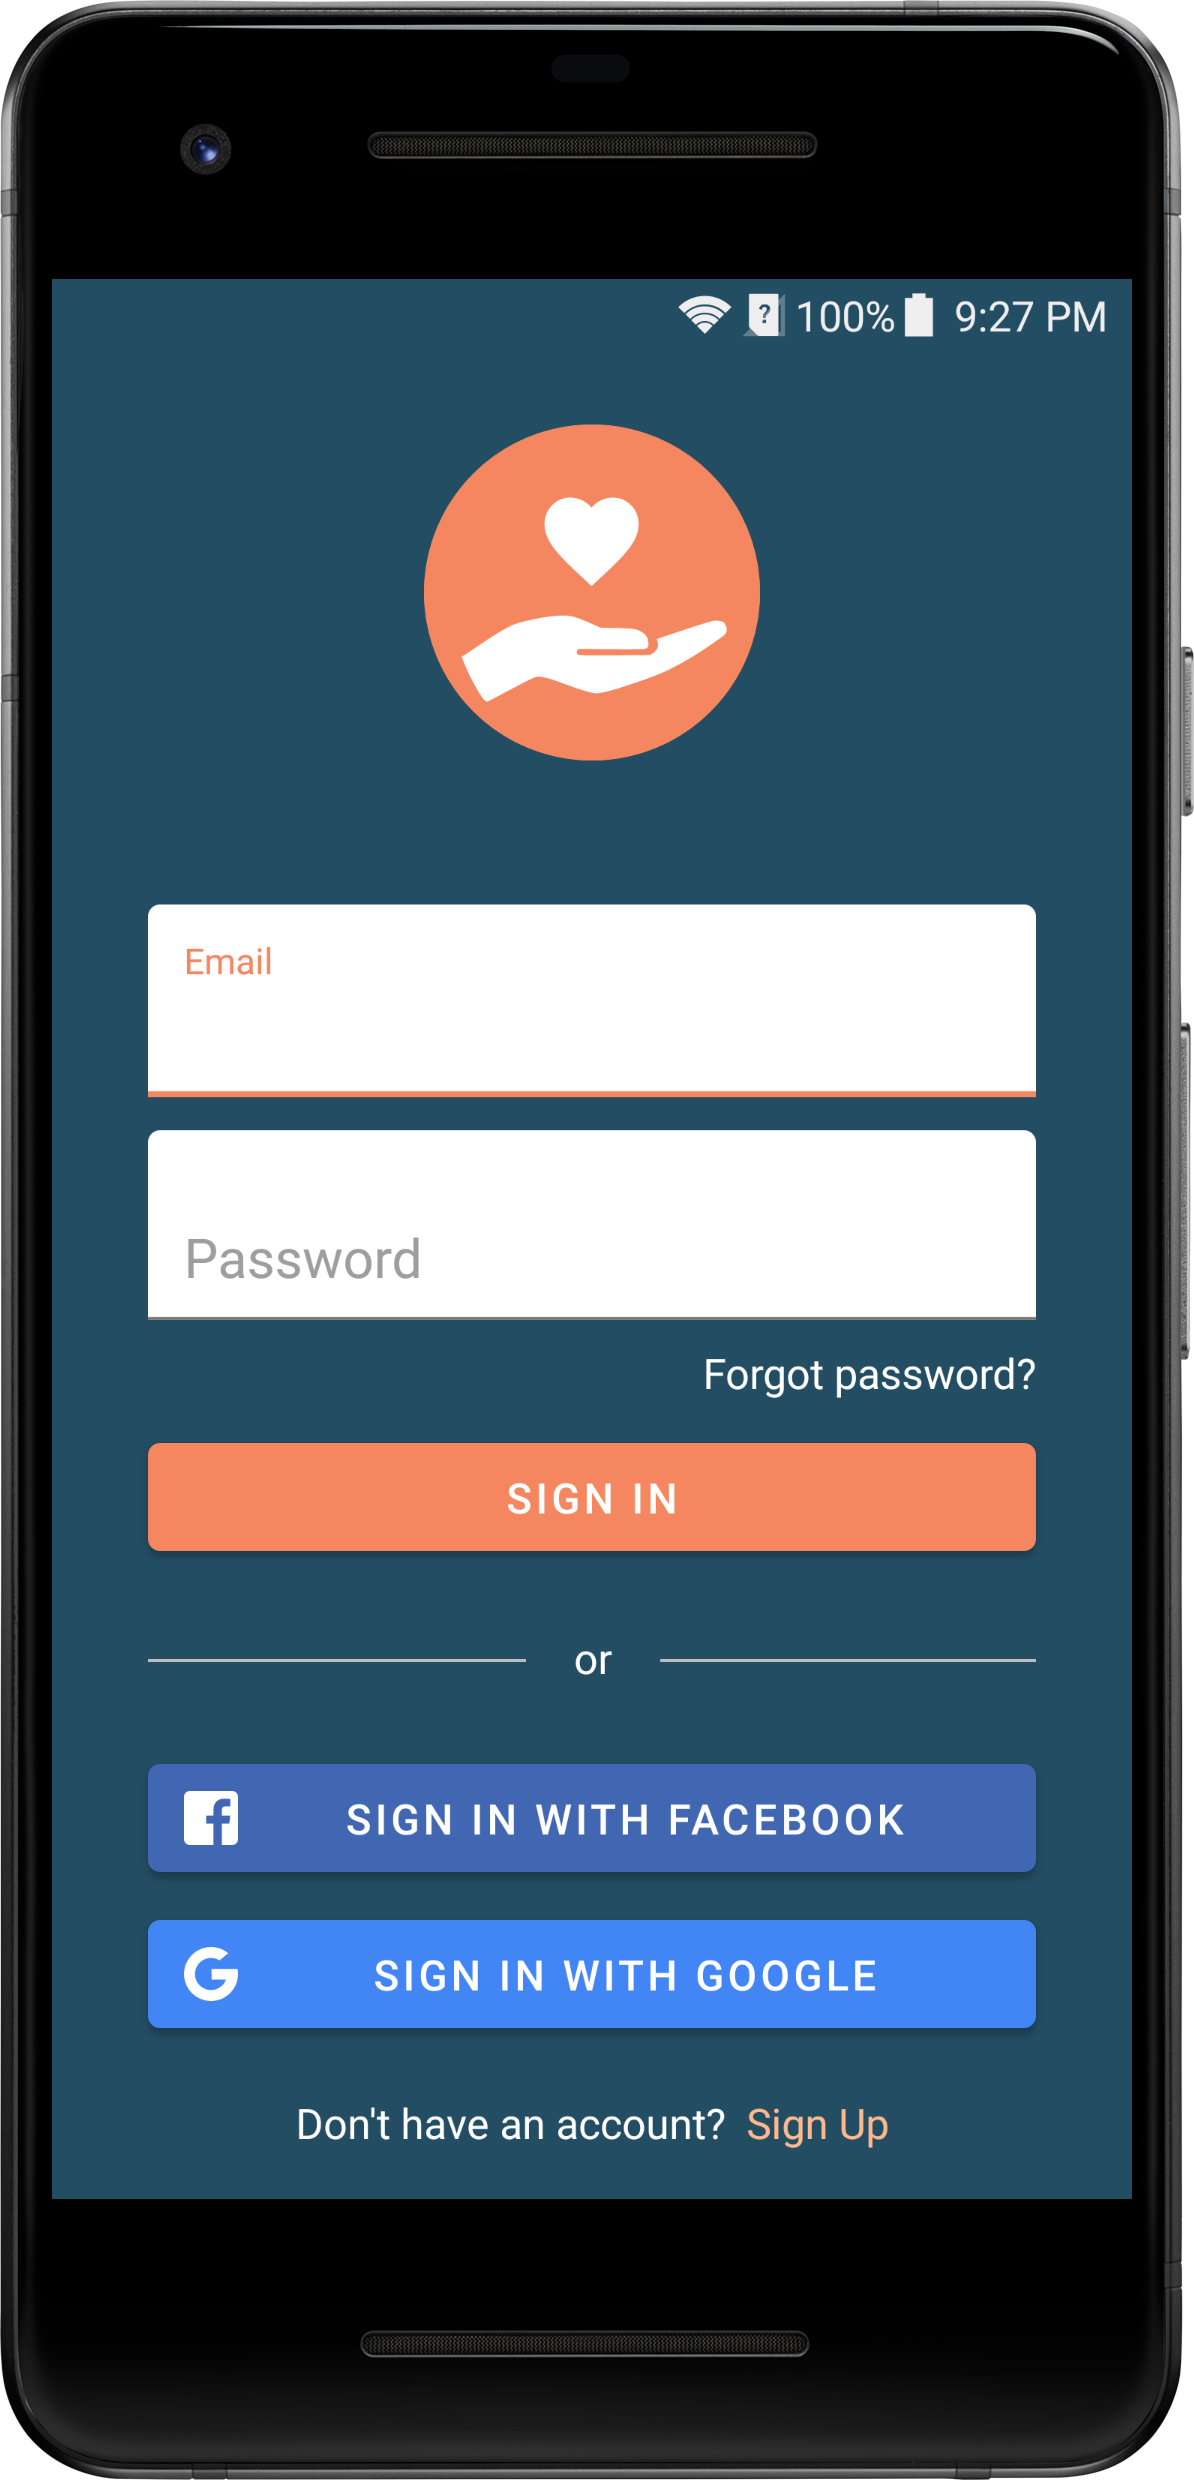 100% 9:27 PM
Email
Password
Forgot password?
SIGN IN
or
SIGN IN WITH FACEBOOK
SIGN IN WITH GOOGLE
Don't have an account? Sign Up